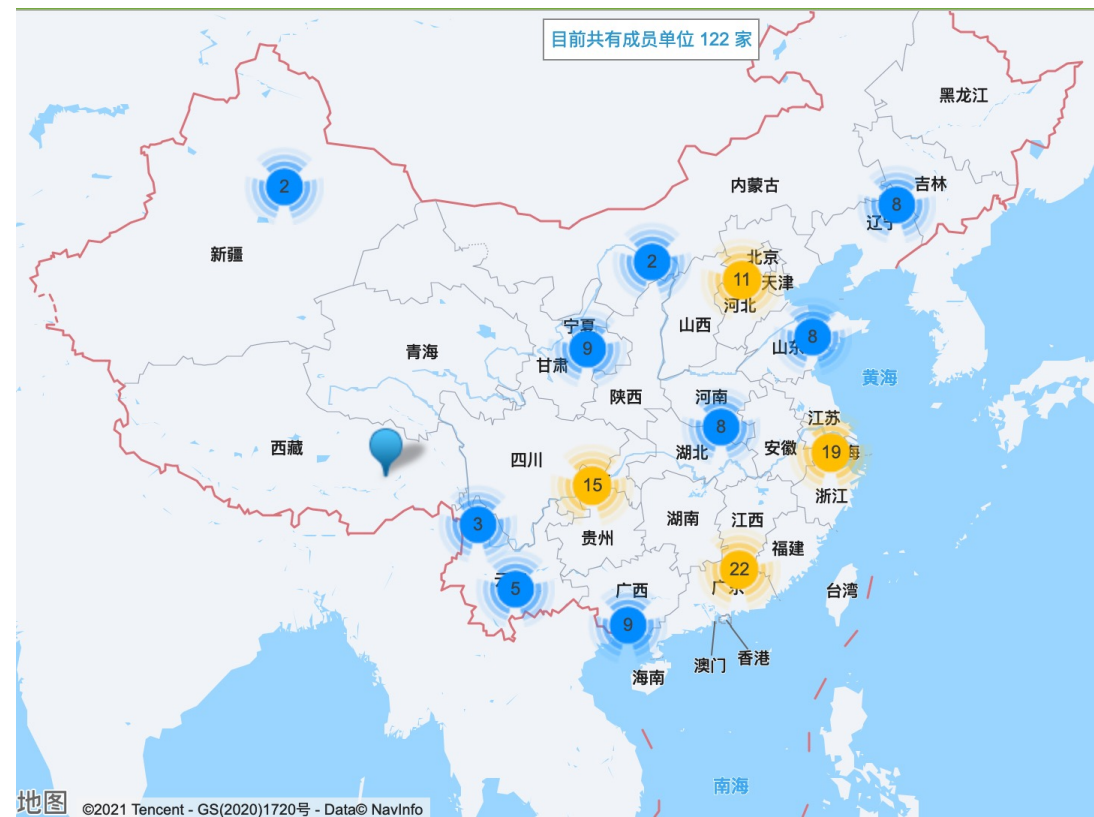 目前共有成员单位 122 家
黑龙江
内蒙古
吉林
2
8
辽宁
新疆
2
北京
11
天津
河北
宁夏
山西
8
山东
9
青海
甘肃
黄海
陕西
河南
江苏
8
西藏
湖北
安徽
19
海
四川
15
浙江
3
湖南
江西
贵州
福建
22
5
广西
广东
台湾
9
澳门
香港
海南
南海
地图
©2021 Tencent - GS(2020)1720号 - Data© NavInfo